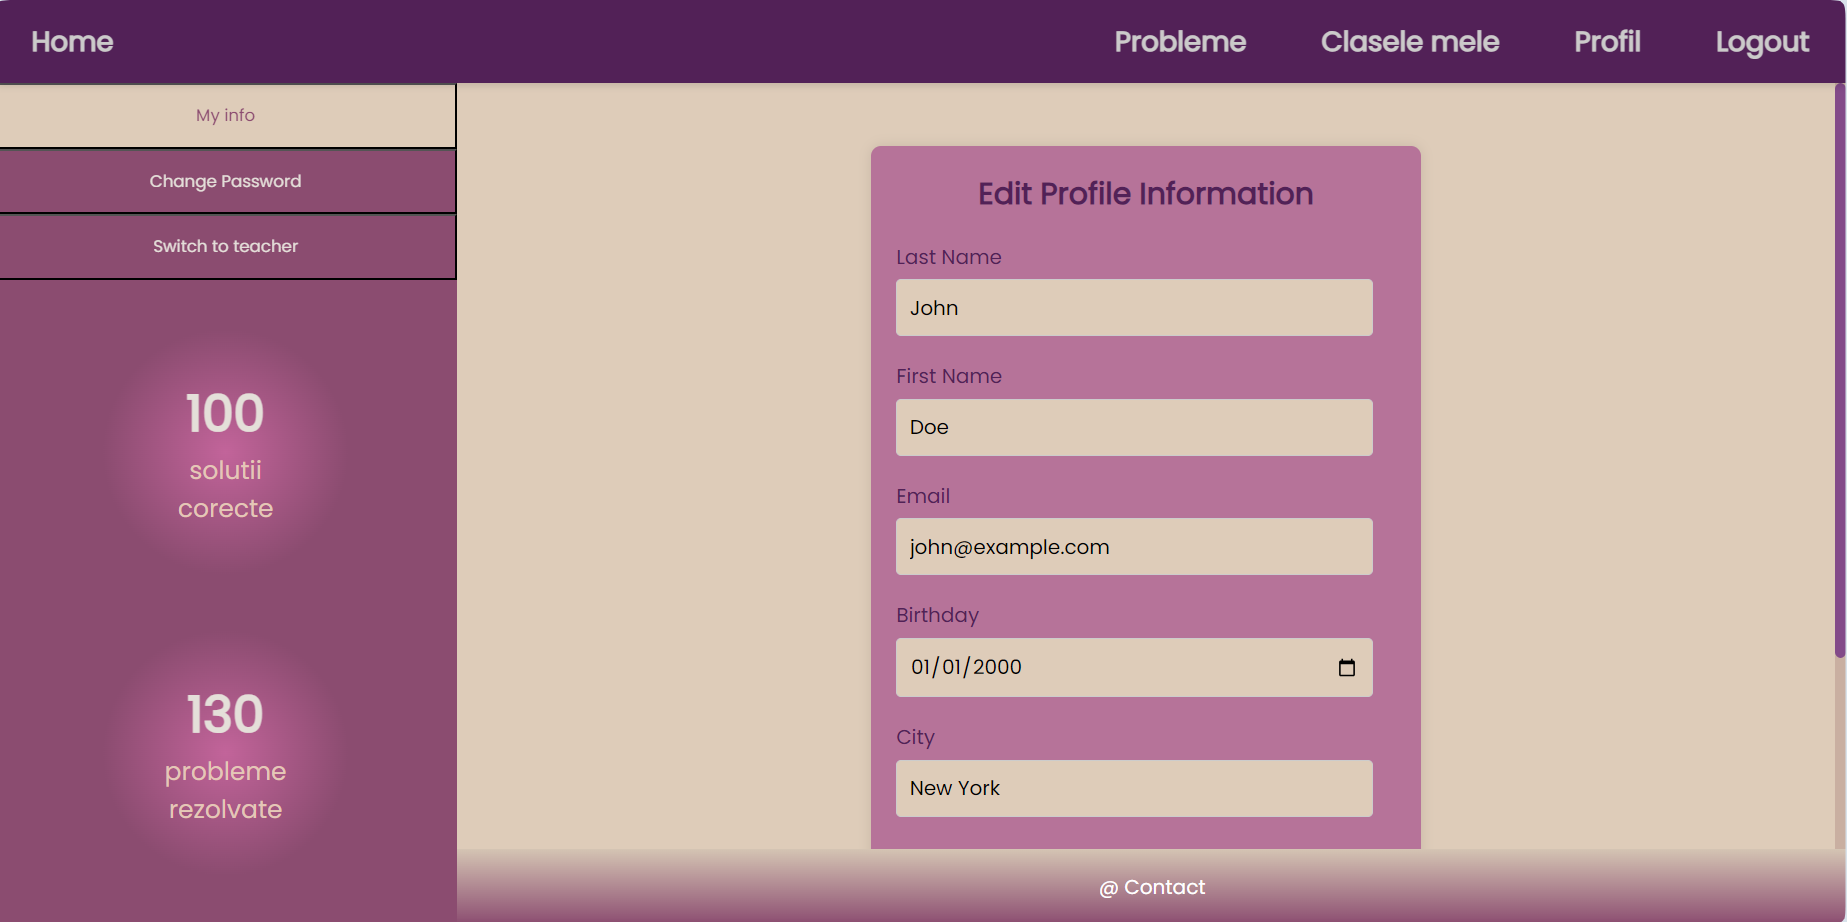 Home
Probleme
Clasele mele
Profil
Logout
My info
Change Password
Switch to teacher
100
solutii
corecte
130
probleme
rezolvate
Edit Profile Information
Last Name
John
First Name
Doe
Email
john@example.com
Birthday
01/01/2000
City
New York
@ Contact